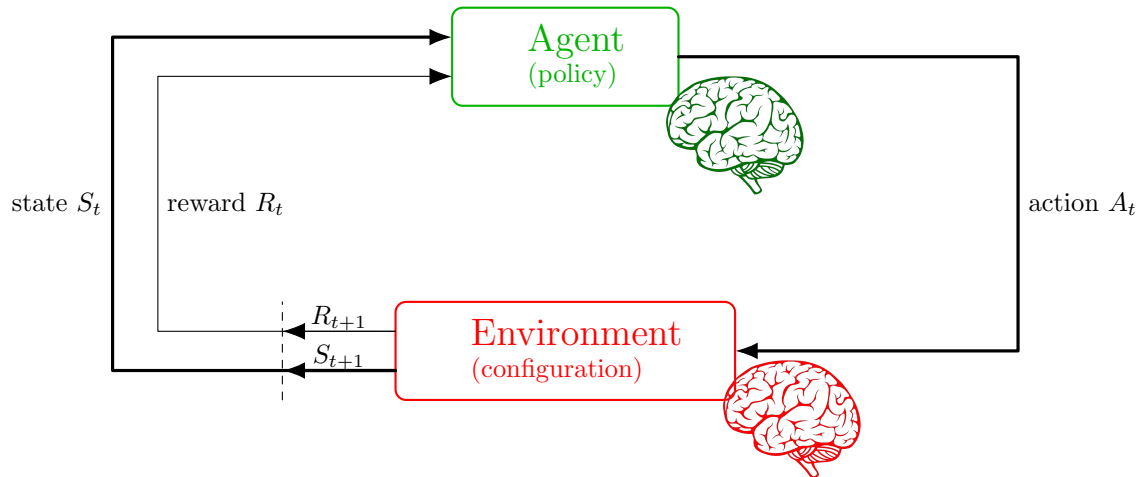 Agent
(policy)
state $S_t$
reward $R_t$
action $A_t$
$R_{t+1}$
Environment
$S_{t+1}$
(configuration)